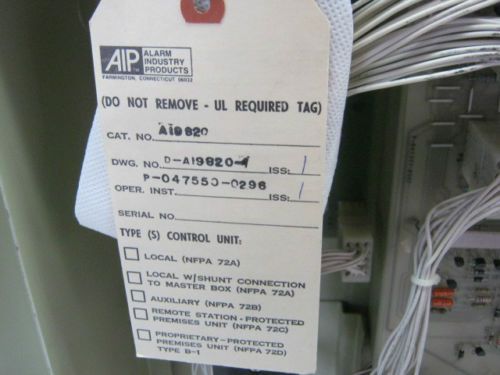 AIP ALARM
INDUSTRY
PRODUCTS
FARMINGTON, CONNECTICUT 06032
(DO NOT REMOVE - UL REQUIRED TAG)
CAT. NO. AI9820
DWG. NO. D-AI9820-1 ISS: 1
P-047550-0296
OPER. INST. ISS: 1
SERIAL NO.
TYPE (S) CONTROL UNIT:
LOCAL (NFPA 72A)
LOCAL W/SHUNT CONNECTION
TO MASTER BOX (NFPA 72A)
AUXILIARY (NFPA 72B)
REMOTE STATION-PROTECTED
PREMISES UNIT (NFPA 72C)
PROPRIETARY-PROTECTED
PREMISES UNIT (NFPA 72D)
TYPE B-1